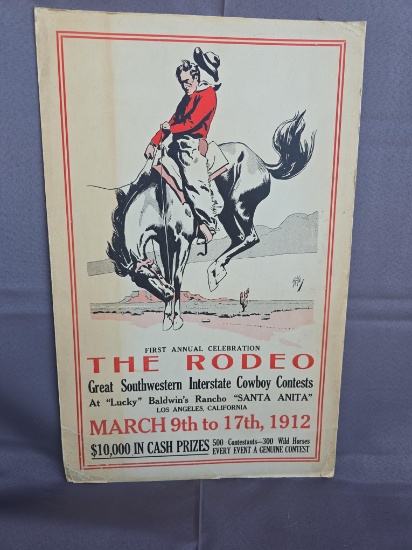 FIRST ANNUAL CELEBRATION
THE RODEO
Great Southwestern Interstate Cowboy Contests
At "Lucky" Baldwin's Rancho "SANTA ANITA"
LOS ANGELES, CALIFORNIA
MARCH 9th to 17th, 1912
$10,000 IN CASH PRIZES
500 Contestants—300 Wild Horses
EVERY EVENT A GENUINE CONTEST